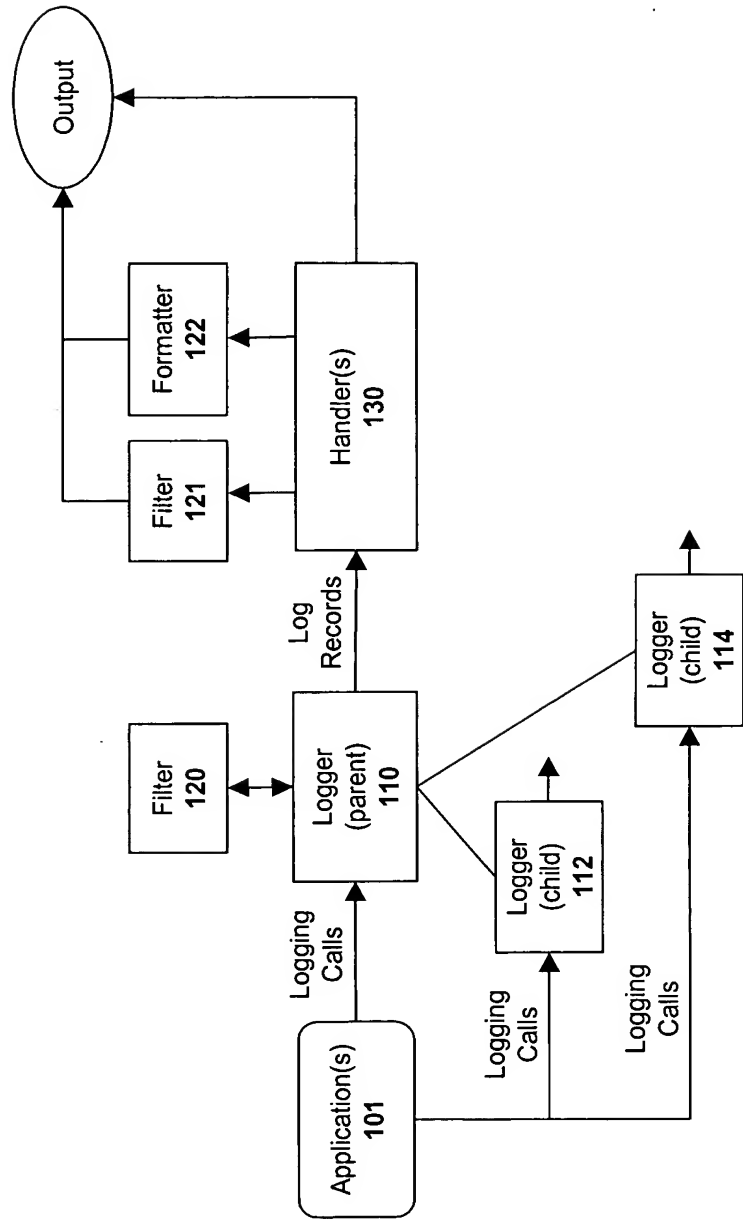 Output
Filter
120
Filter
121
Formatter
122
Application(s)
101
Logging
Calls
Logger
(parent)
110
Log
Records
Handler(s)
130
Logging
Calls
Logger
(child)
112
Logging
Calls
Logger
(child)
114